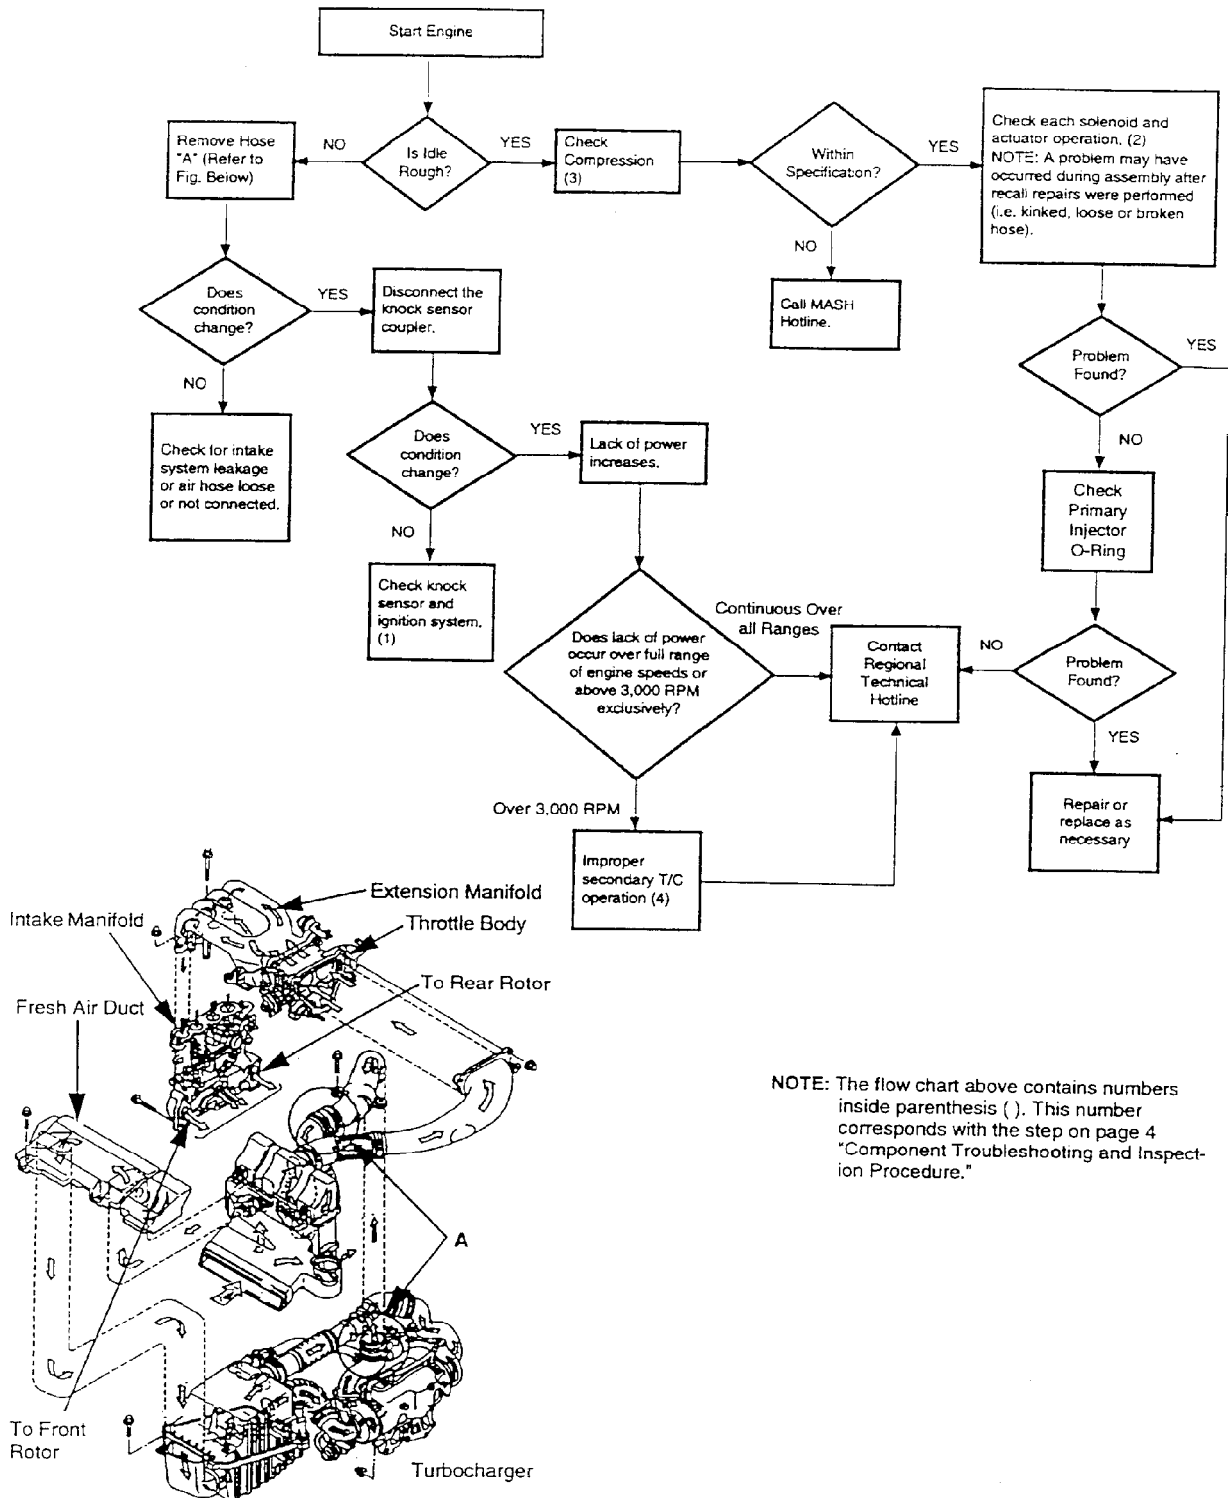 Start Engine
Remove Hose
"A" (Refer to
Fig. Below)
NO
Is Idle
Rough?
YES
Check
Compression
(3)
Within
Specification?
YES
Check each solenoid and
actuator operation. (2)
NOTE: A problem may have
occurred during assembly after
recall repairs were performed
(i.e. kinked, loose or broken
hose).
NO
Call MASH
Hotline.
Does
condition
change?
YES
Disconnect the
knock sensor
coupler.
NO
Check for intake
system leakage
or air hose loose
or not connected.
Does
condition
change?
YES
Lack of power
increases.
NO
Check knock
sensor and
ignition system.
(1)
Problem
Found?
YES
NO
Check
Primary
Injector
O-Ring
Does lack of power
occur over full range
of engine speeds or
above 3,000 RPM
exclusively?
Continuous Over
all Ranges
Contact
Regional
Technical
Hotline
NO
Problem
Found?
YES
Repair or
replace as
necessary
Over 3,000 RPM
Improper
secondary T/C
operation (4)
Extension Manifold
Intake Manifold
Throttle Body
To Rear Rotor
Fresh Air Duct
A
To Front
Rotor
Turbocharger
NOTE: The flow chart above contains numbers
inside parenthesis ( ). This number
corresponds with the step on page 4
"Component Troubleshooting and Inspect-
ion Procedure."